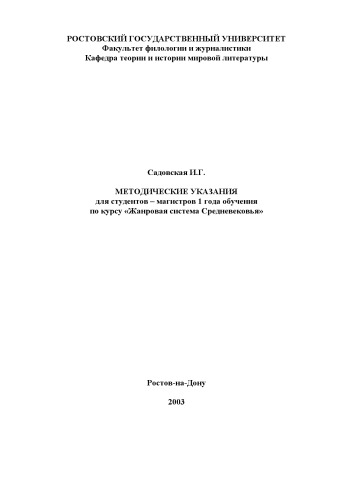 РОСТОВСКИЙ ГОСУДАРСТВЕННЫЙ УНИВЕРСИТЕТ
Факультет филологии и журналистики
Кафедра теории и истории мировой литературы
Садовская И.Г.
МЕТОДИЧЕСКИЕ УКАЗАНИЯ
для студентов – магистров 1 года обучения
по курсу «Жанровая система Средневековья»
Ростов-на-Дону
2003